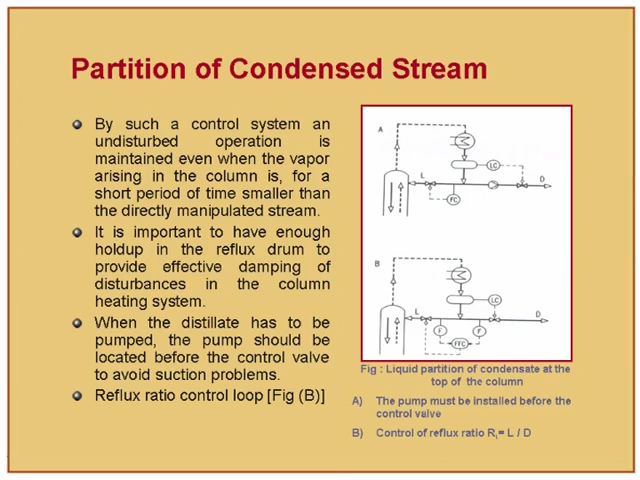 Partition of Condensed Stream
By such a control system an
undisturbed operation is
maintained even when the vapor
arising in the column is, for a
short period of time smaller than
the directly manipulated stream.
It is important to have enough
holdup in the reflux drum to
provide effective damping of
disturbances in the column
heating system.
When the distillate has to be
pumped, the pump should be
located before the control valve
to avoid suction problems.
Reflux ratio control loop [Fig (B)]
A
LC
L
D
FC
B
LC
L
D
F
F
FFC
Fig : Liquid partition of condensate at the
top of the column
A) The pump must be installed before the
control valve
B) Control of reflux ratio R₁= L / D